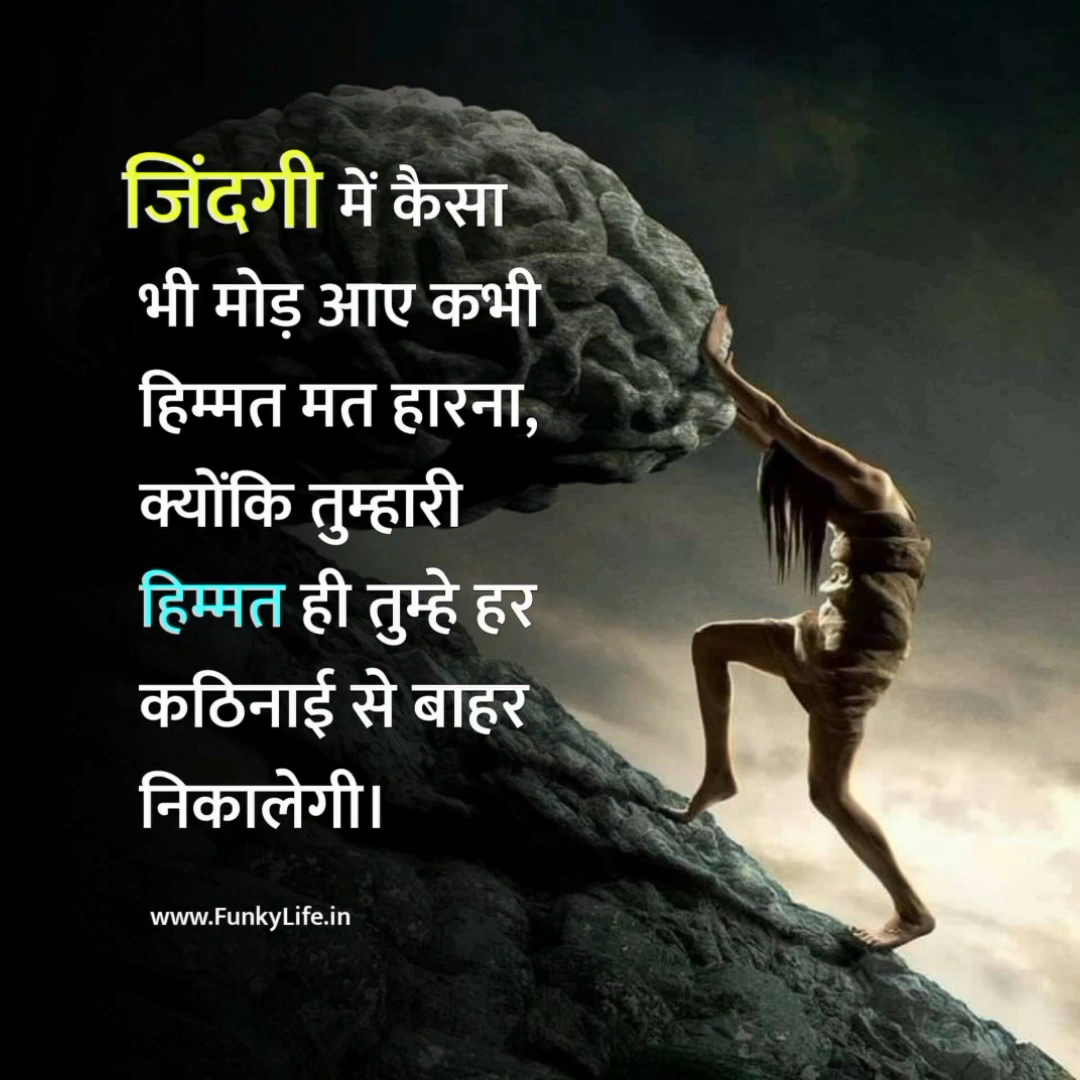 जिंदगी में कैसा
भी मोड़ आए कभी
हिम्मत मत हारना,
क्योंकि तुम्हारी
हिम्मत ही तुम्हे हर
कठिनाई से बाहर
निकालेगी।
www.FunkyLife.in